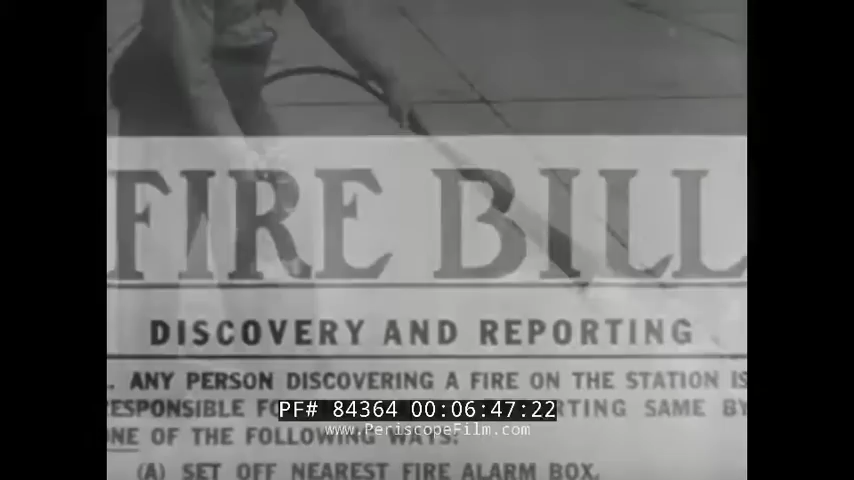 FIRE BILL
DISCOVERY AND REPORTING
. ANY PERSON DISCOVERING A FIRE ON THE STATION IS
ESPONSIBLE FO RTING SAME BY
PF# 84364 00:06:47:22
www.PeriscopeFilm.com
ONE OF THE FOLLOWING WAYS:
(A) SET OFF NEAREST FIRE ALARM BOX.